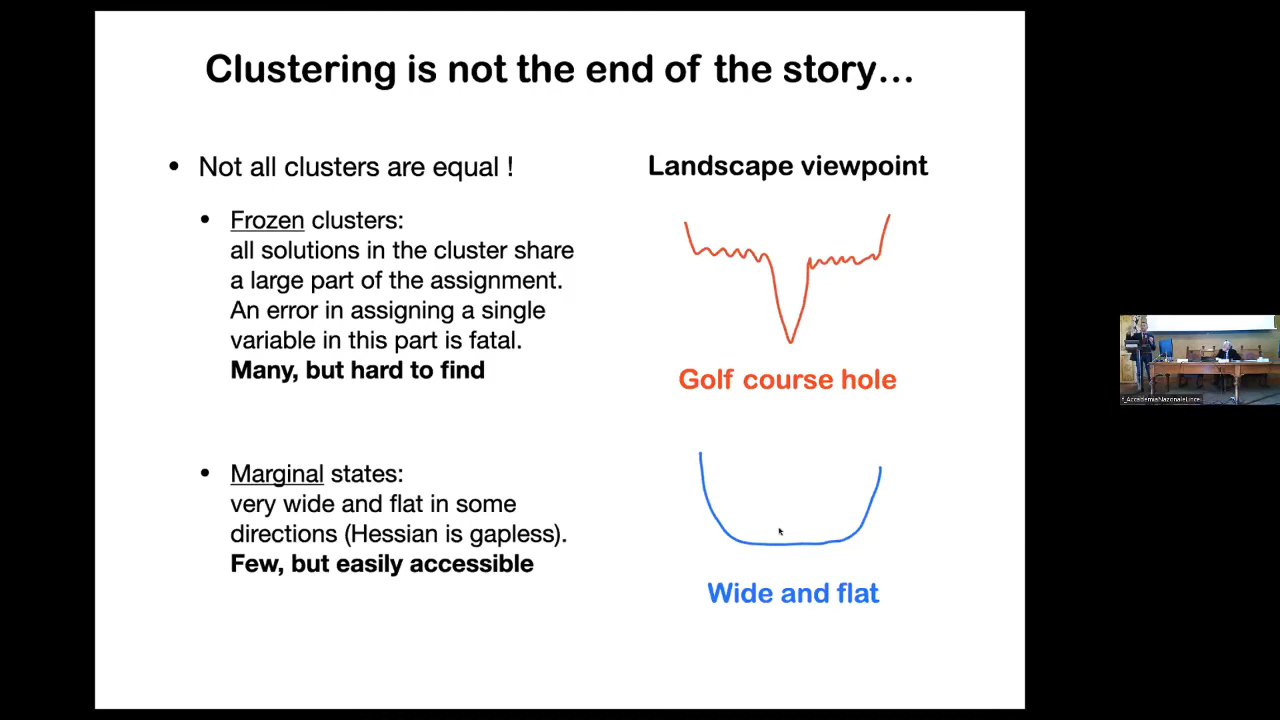 Clustering is not the end of the story...
• Not all clusters are equal !
• Frozen clusters:
all solutions in the cluster share
a large part of the assignment.
An error in assigning a single
variable in this part is fatal.
Many, but hard to find
• Marginal states:
very wide and flat in some
directions (Hessian is gapless).
Few, but easily accessible
Landscape viewpoint
Golf course hole
Wide and flat
f_AccademiaNazionaleLincei